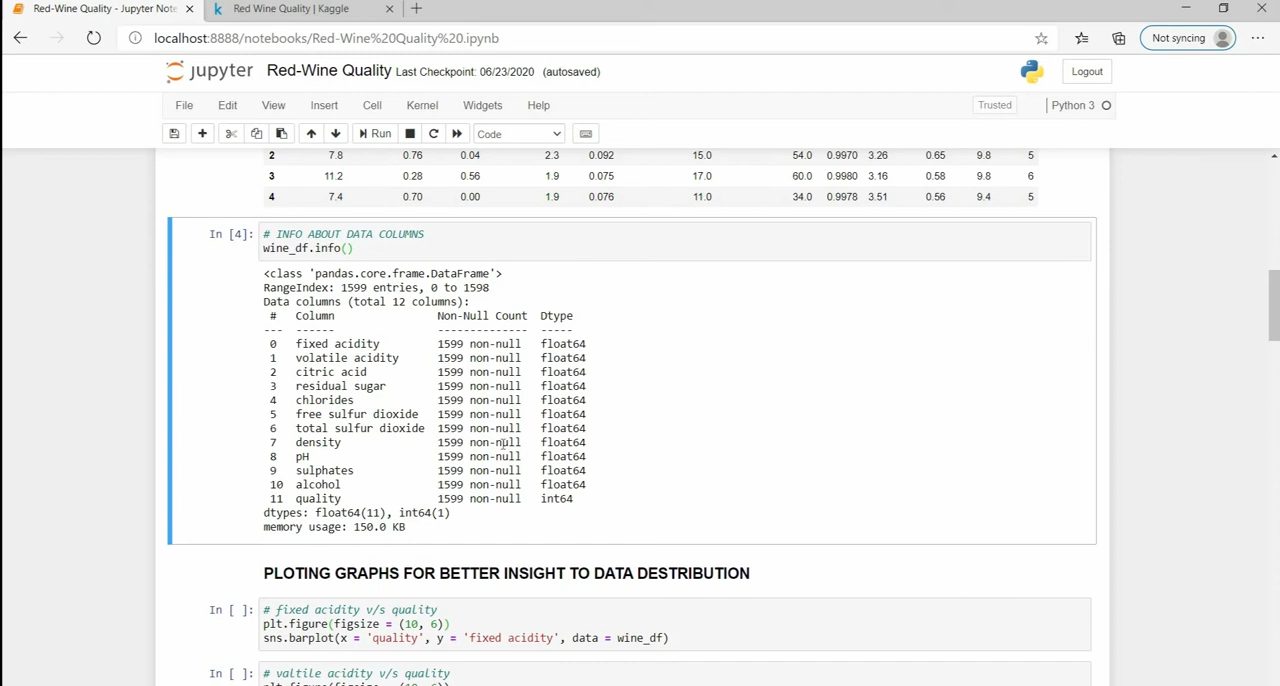 Red-Wine Quality - Jupyter Note
Red Wine Quality | Kaggle
localhost:8888/notebooks/Red-Wine%20Quality%20.ipynb
Not syncing
jupyter Red-Wine Quality Last Checkpoint: 06/23/2020 (autosaved)
Logout
File Edit View Insert Cell Kernel Widgets Help
Trusted
Python 3
Run
Code
2 7.8 0.76 0.04 2.3 0.092 15.0 54.0 0.9970 3.26 0.65 9.8 5
3 11.2 0.28 0.56 1.9 0.075 17.0 60.0 0.9980 3.16 0.58 9.8 6
4 7.4 0.70 0.00 1.9 0.076 11.0 34.0 0.9978 3.51 0.56 9.4 5
In [4]: # INFO ABOUT DATA COLUMNS
wine_df.info()
<class 'pandas.core.frame.DataFrame'>
RangeIndex: 1599 entries, 0 to 1598
Data columns (total 12 columns):
# Column Non-Null Count Dtype
--- ------ -------------- -----
0 fixed acidity 1599 non-null float64
1 volatile acidity 1599 non-null float64
2 citric acid 1599 non-null float64
3 residual sugar 1599 non-null float64
4 chlorides 1599 non-null float64
5 free sulfur dioxide 1599 non-null float64
6 total sulfur dioxide 1599 non-null float64
7 density 1599 non-null float64
8 pH 1599 non-null float64
9 sulphates 1599 non-null float64
10 alcohol 1599 non-null float64
11 quality 1599 non-null int64
dtypes: float64(11), int64(1)
memory usage: 150.0 KB
PLOTING GRAPHS FOR BETTER INSIGHT TO DATA DESTRIBUTION
In [ ]: # fixed acidity v/s quality
plt.figure(figsize = (10, 6))
sns.barplot(x = 'quality', y = 'fixed acidity', data = wine_df)
In [ ]: # valtile acidity v/s quality
plt.figure(figsize = (10, 6))